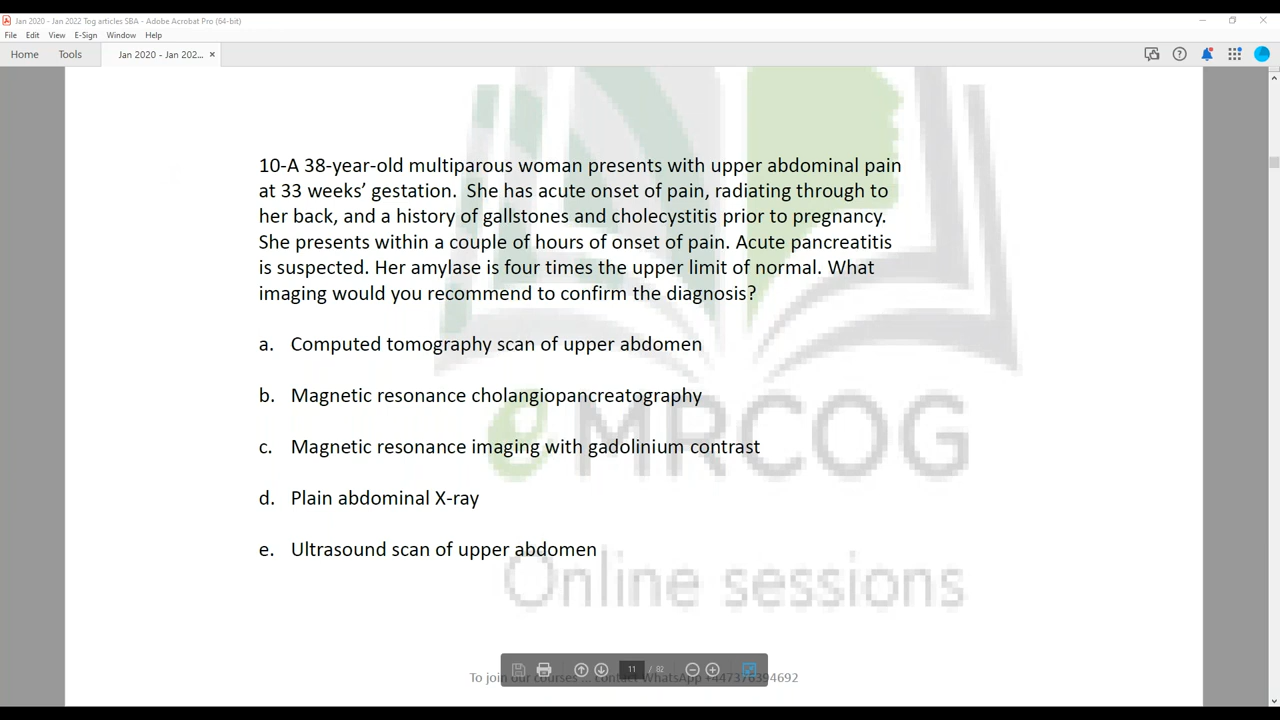 Jan 2020 - Jan 2022 Tog articles SBA - Adobe Acrobat Pro (64-bit)
File Edit View E-Sign Window Help
Home Tools Jan 2020 - Jan 202... ×
10-A 38-year-old multiparous woman presents with upper abdominal pain
at 33 weeks’ gestation. She has acute onset of pain, radiating through to
her back, and a history of gallstones and cholecystitis prior to pregnancy.
She presents within a couple of hours of onset of pain. Acute pancreatitis
is suspected. Her amylase is four times the upper limit of normal. What
imaging would you recommend to confirm the diagnosis?
a. Computed tomography scan of upper abdomen
b. Magnetic resonance cholangiopancreatography
c. Magnetic resonance imaging with gadolinium contrast
d. Plain abdominal X-ray
e. Ultrasound scan of upper abdomen
eMRCOG
Online sessions
11 / 82
To join our courses ... contact WhatsApp